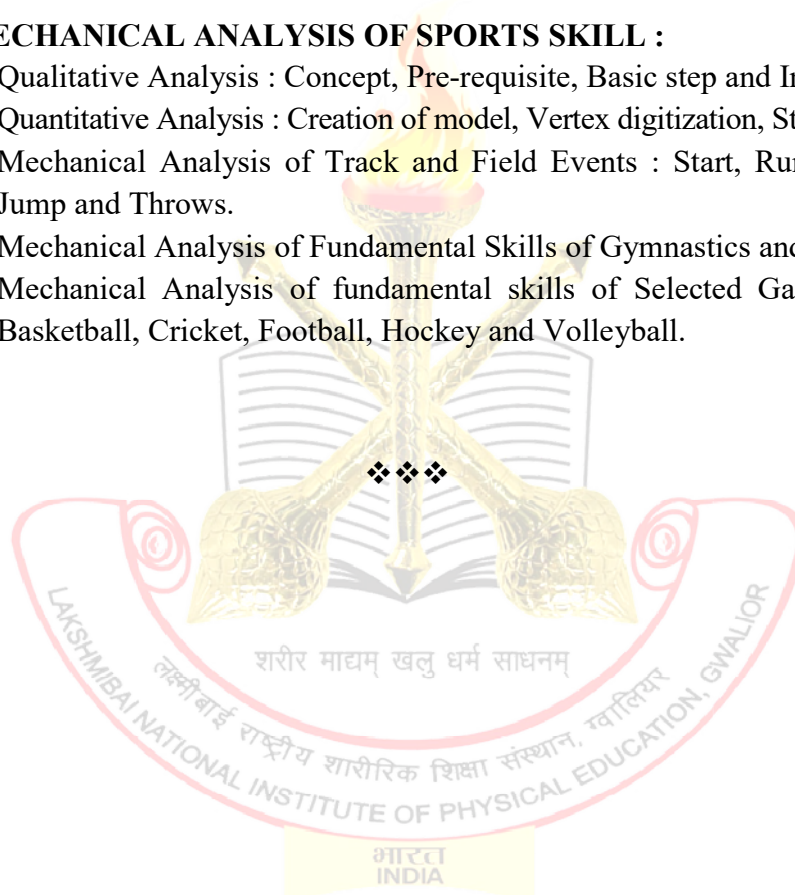 ECHANICAL ANALYSIS OF SPORTS SKILL :
Qualitative Analysis : Concept, Pre-requisite, Basic step and
Quantitative Analysis : Creation of model, Vertex digitization,
Mechanical Analysis of Track and Field Events : Start,
Jump and Throws.
Mechanical Analysis of Fundamental Skills of Gymnastics and
Mechanical Analysis of fundamental skills of Selected
Basketball, Cricket, Football, Hockey and Volleyball.
शरीर माद्यम् खलु धर्म साधनम्
लक्ष्मीबाई राष्ट्रीय शारीरिक शिक्षा संस्थान, ग्वालियर
LAKSHMIBAI NATIONAL INSTITUTE OF PHYSICAL EDUCATION, GWALIOR
भारत
INDIA